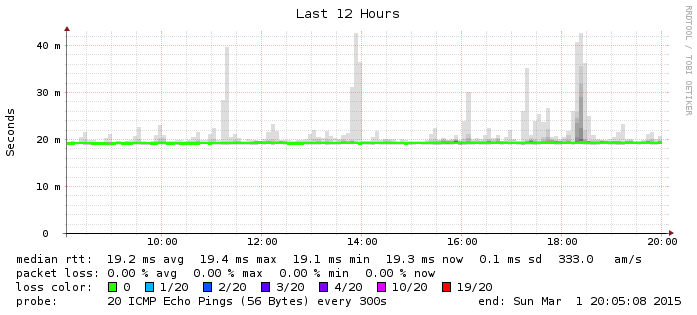 Last 12 Hours
RRDTOOL / TOBI OETIKER
Seconds
40 m
30 m
20 m
10 m
0
10:00 12:00 14:00 16:00 18:00 20:00
median rtt: 19.2 ms avg 19.4 ms max 19.1 ms min 19.3 ms now 0.1 ms sd 333.0 am/s
packet loss: 0.00 % avg 0.00 % max 0.00 % min 0.00 % now
loss color: 0 1/20 2/20 3/20 4/20 10/20 19/20
probe: 20 ICMP Echo Pings (56 Bytes) every 300s end: Sun Mar 1 20:05:08 2015